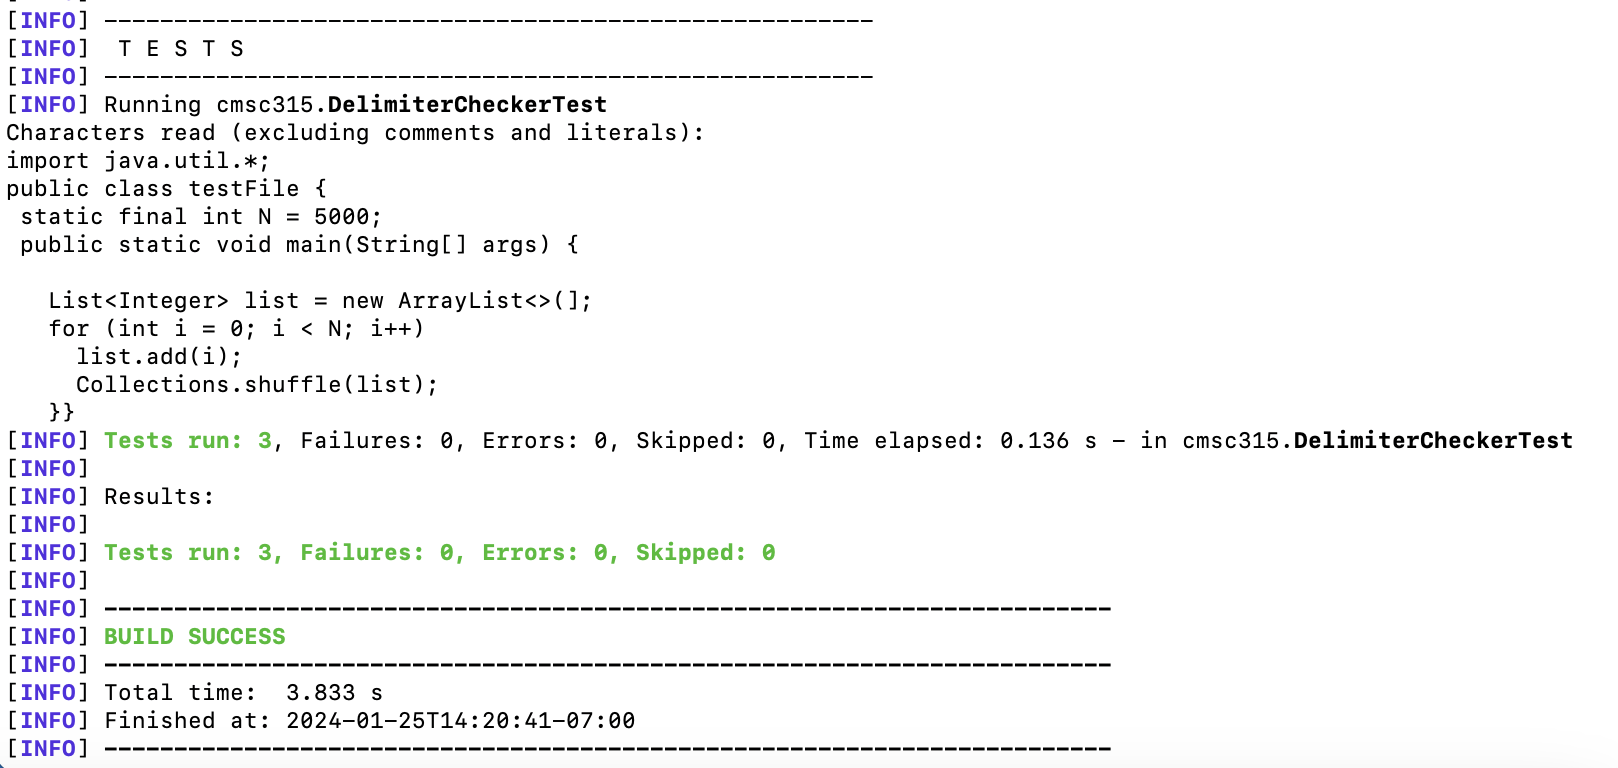 [INFO] -------------------------------------------------------
[INFO]  T E S T S
[INFO] -------------------------------------------------------
[INFO] Running cmsc315.DelimiterCheckerTest
Characters read (excluding comments and literals):
import java.util.*;
public class testFile {
 static final int N = 5000;
 public static void main(String[] args) {

   List<Integer> list = new ArrayList<>(];
   for (int i = 0; i < N; i++)
     list.add(i);
     Collections.shuffle(list);
   }}
[INFO] Tests run: 3, Failures: 0, Errors: 0, Skipped: 0, Time elapsed: 0.136 s - in cmsc315.DelimiterCheckerTest
[INFO]
[INFO] Results:
[INFO]
[INFO] Tests run: 3, Failures: 0, Errors: 0, Skipped: 0
[INFO]
[INFO] ------------------------------------------------------------------------
[INFO] BUILD SUCCESS
[INFO] ------------------------------------------------------------------------
[INFO] Total time:  3.833 s
[INFO] Finished at: 2024-01-25T14:20:41-07:00
[INFO] ------------------------------------------------------------------------